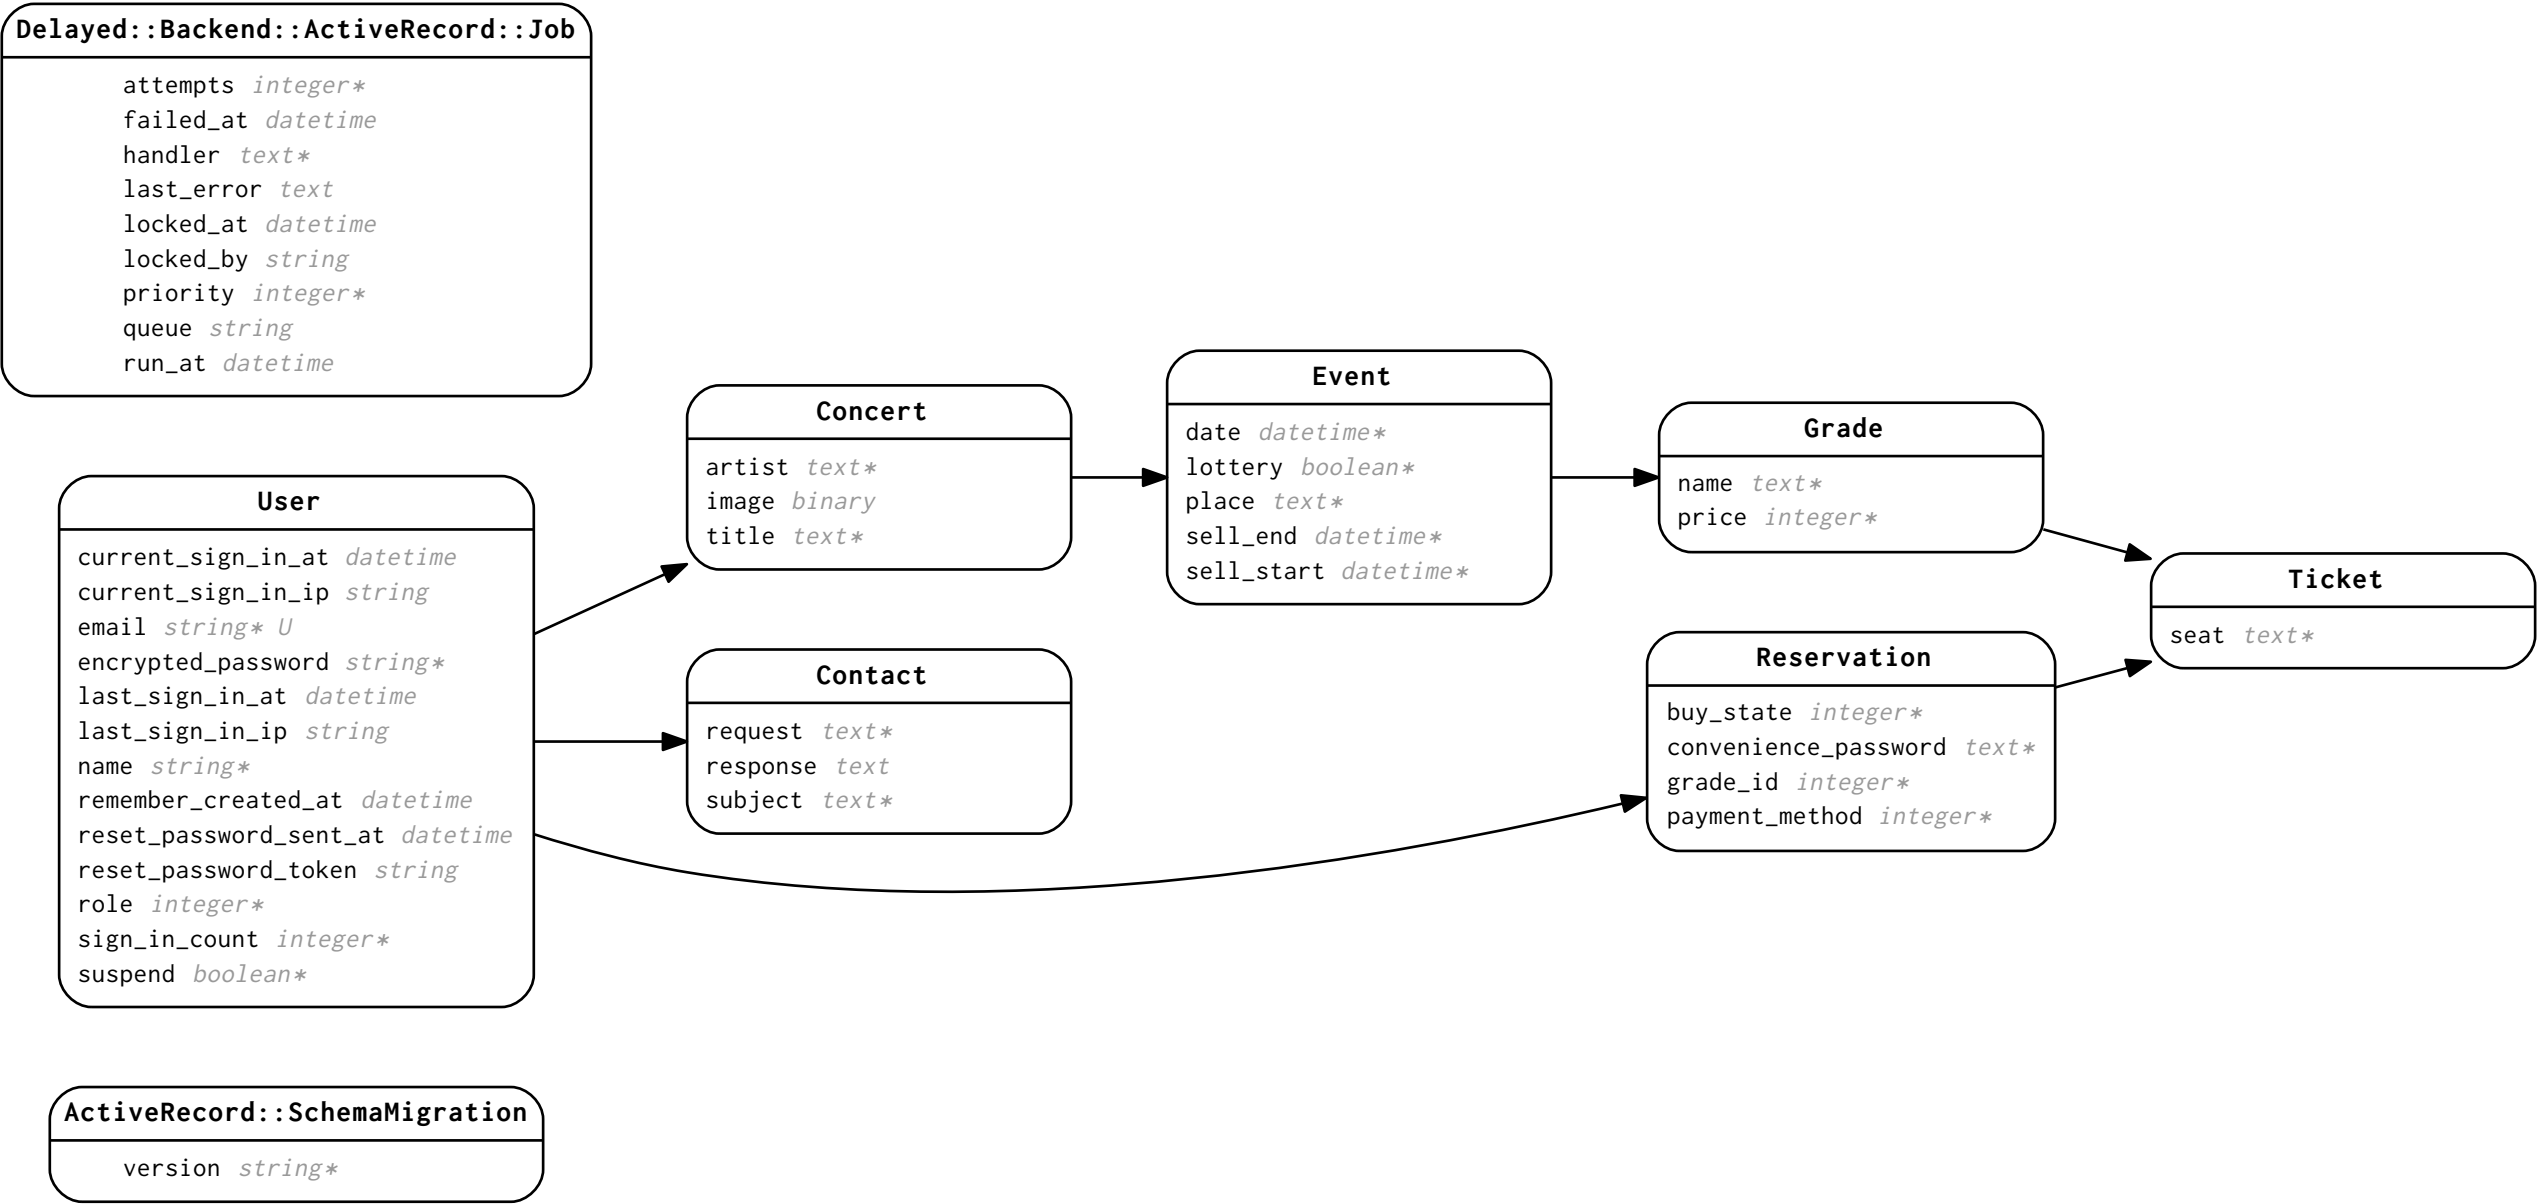 Delayed::Backend::ActiveRecord::Job
attempts integer*
failed_at datetime
handler text*
last_error text
locked_at datetime
locked_by string
priority integer*
queue string
run_at datetime
User
current_sign_in_at datetime
current_sign_in_ip string
email string* U
encrypted_password string*
last_sign_in_at datetime
last_sign_in_ip string
name string*
remember_created_at datetime
reset_password_sent_at datetime
reset_password_token string
role integer*
sign_in_count integer*
suspend boolean*
Concert
artist text*
image binary
title text*
Contact
request text*
response text
subject text*
Event
date datetime*
lottery boolean*
place text*
sell_end datetime*
sell_start datetime*
Grade
name text*
price integer*
Reservation
buy_state integer*
convenience_password text*
grade_id integer*
payment_method integer*
Ticket
seat text*
ActiveRecord::SchemaMigration
version string*